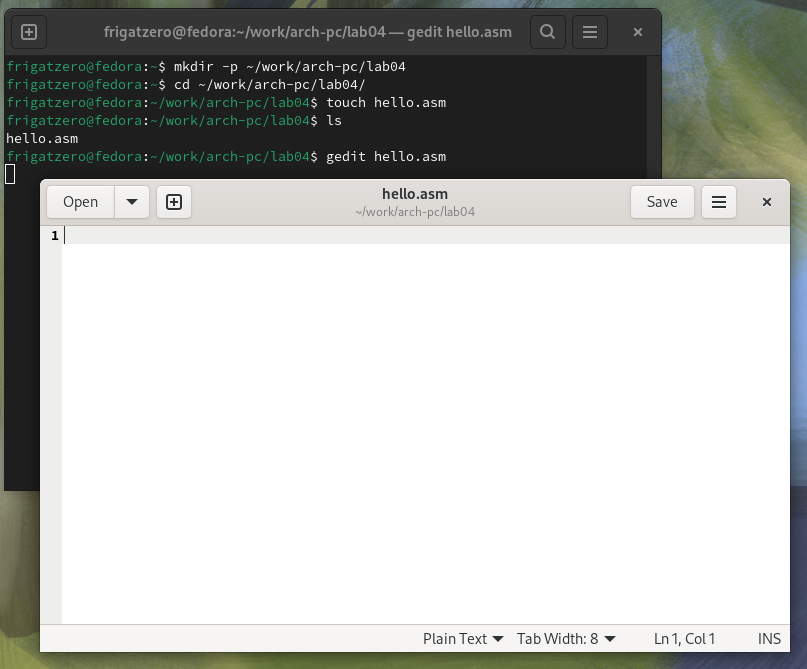 frigatzero@fedora:~/work/arch-pc/lab04 — gedit hello.asm
frigatzero@fedora:~$ mkdir -p ~/work/arch-pc/lab04
frigatzero@fedora:~$ cd ~/work/arch-pc/lab04/
frigatzero@fedora:~/work/arch-pc/lab04$ touch hello.asm
frigatzero@fedora:~/work/arch-pc/lab04$ ls
hello.asm
frigatzero@fedora:~/work/arch-pc/lab04$ gedit hello.asm
Open
hello.asm
~/work/arch-pc/lab04
Save
1
Plain Text Tab Width: 8 Ln 1, Col 1 INS